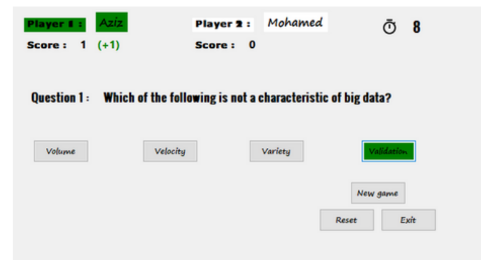 Player 1 : Aziz Player 2 : Mohamed 8
Score : 1 (+1) Score : 0
Question 1 : Which of the following is not a characteristic of big data?
Volume Velocity Variety Validation
New game
Reset Exit